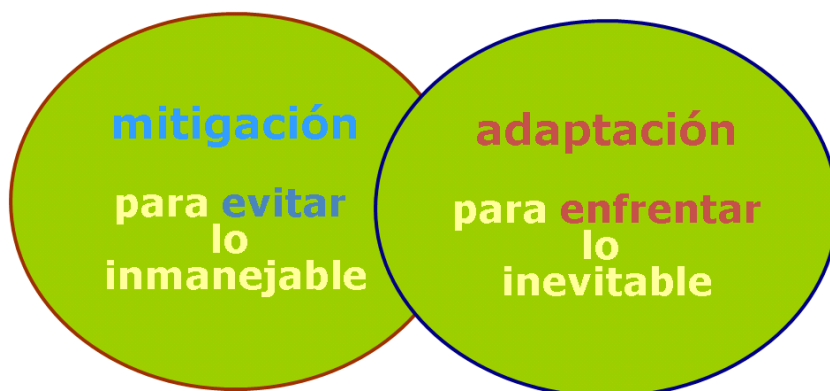 mitigación
para evitar
lo
inmanejable
adaptación
para enfrentar
lo
inevitable